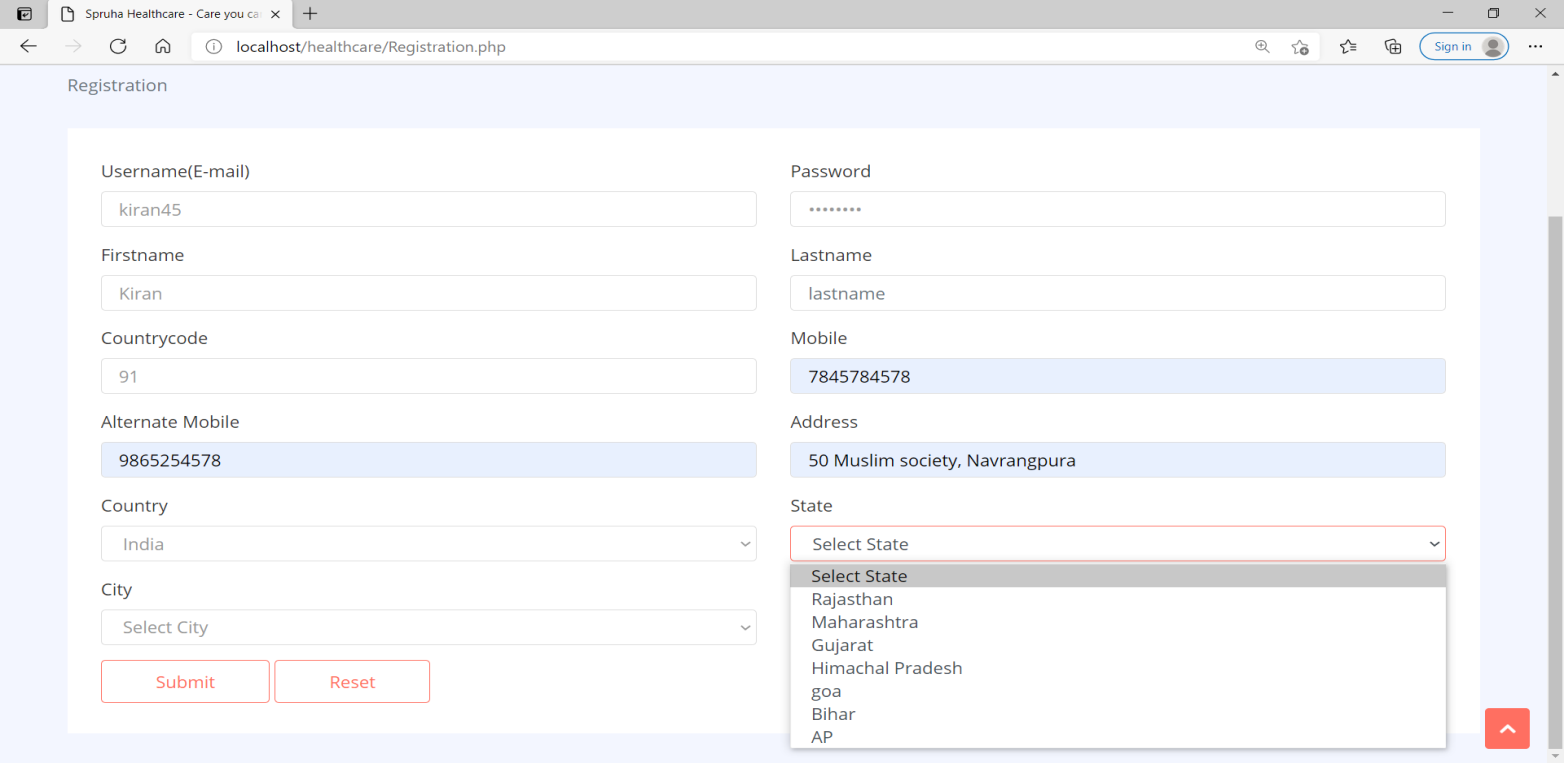 Spruha Healthcare - Care you ca
localhost/healthcare/Registration.php
Sign in
Registration
Username(E-mail)
Password
kiran45
••••••••
Firstname
Lastname
Kiran
lastname
Countrycode
Mobile
91
7845784578
Alternate Mobile
Address
9865254578
50 Muslim society, Navrangpura
Country
State
India
Select State
City
Select City
Select State
Rajasthan
Maharashtra
Gujarat
Himachal Pradesh
goa
Bihar
AP
Submit
Reset